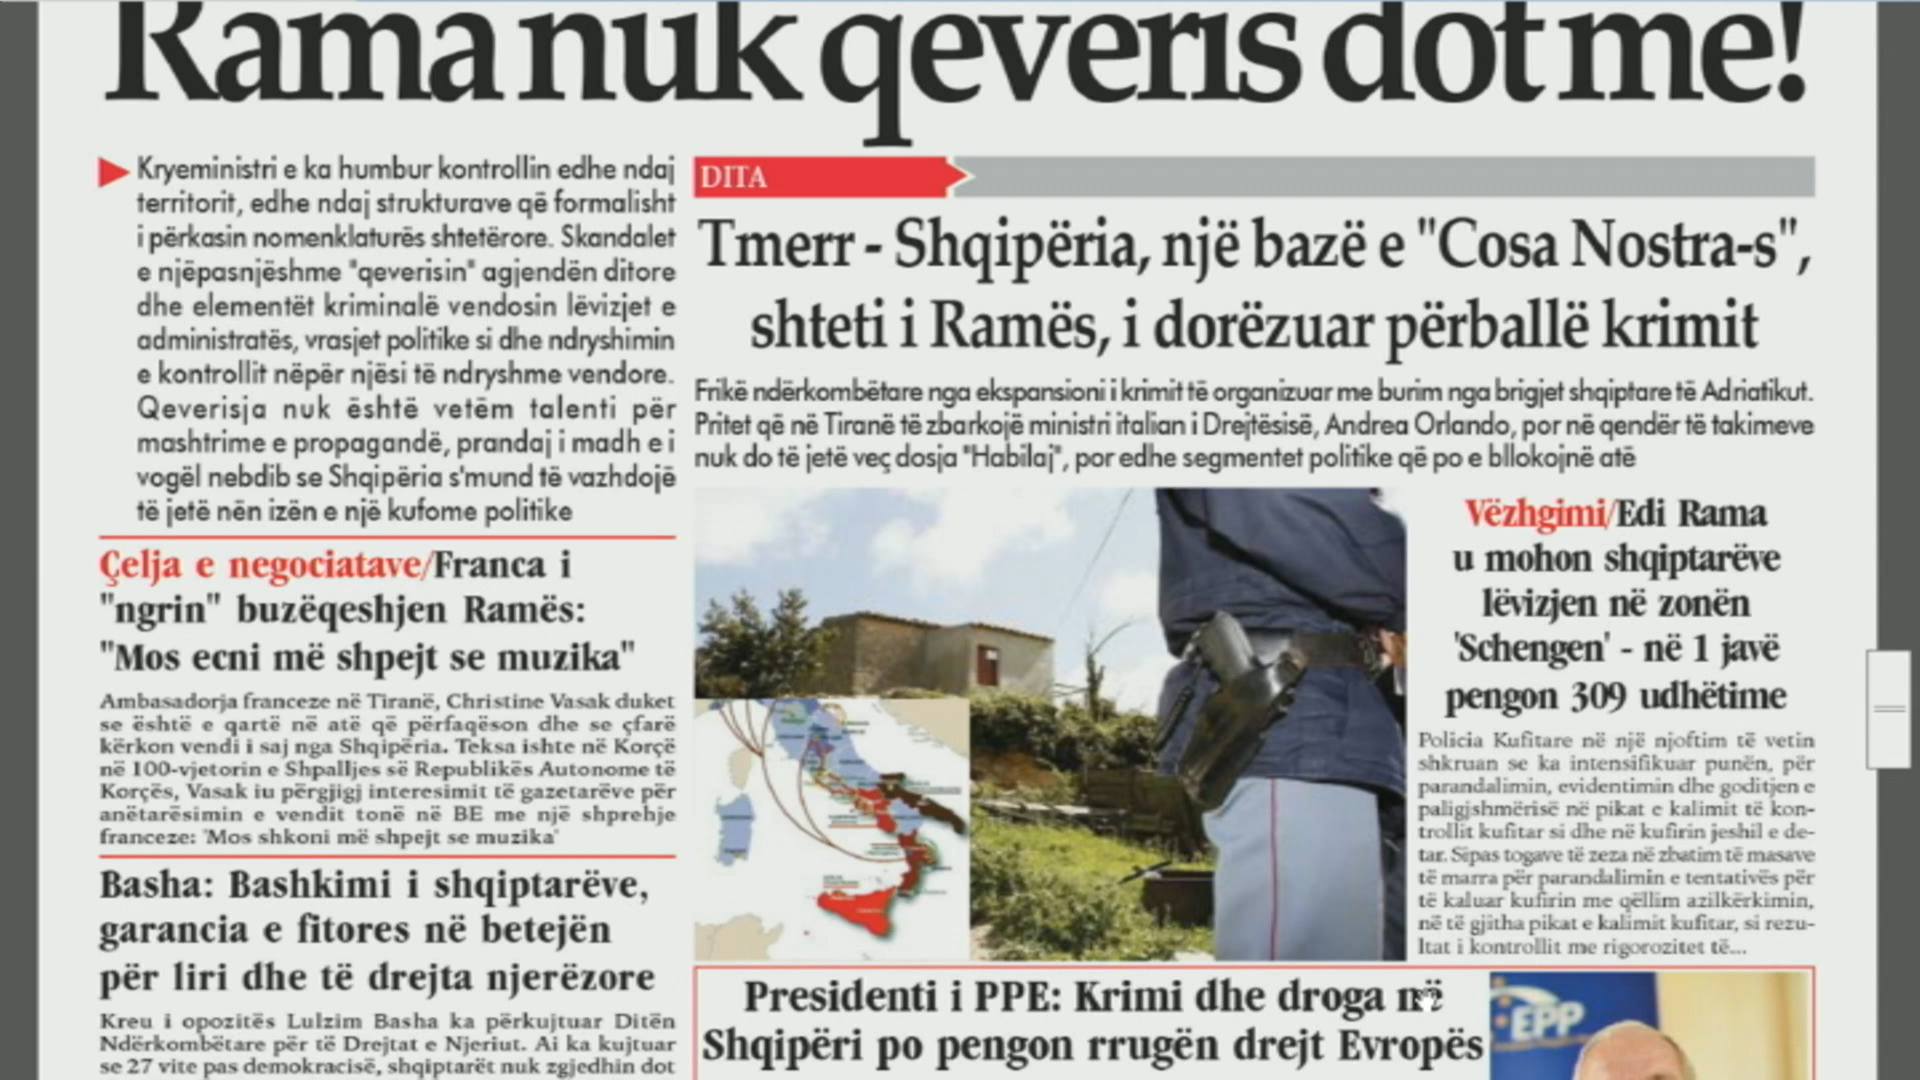 Rama nuk qeveris dot me!
Kryeministri e ka humbur kontrollin edhe ndaj
territorit, edhe ndaj strukturave që formalisht
i përkasin nomenklaturës shtetërore. Skandalet
e njëpasnjëshme "qeverisin" agjendën ditore
dhe elementët kriminalë vendosin lëvizjet e
administratës, vrasjet politike si dhe ndryshimin
e kontrollit nëpër njësi të ndryshme vendore.
Qeverisja nuk është vetëm talenti për
mashtrime e propagandë, prandaj i madh e i
vogël nebdib se Shqipëria s'mund të vazhdojë
të jetë nën izën e një kufome politike
Çelja e negociatave/Franca i
"ngrin" buzëqeshjen Ramës:
"Mos ecni më shpejt se muzika"
Ambasadorja franceze në Tiranë, Christine Vasak duket
se është e qartë në atë që përfaqëson dhe se çfarë
kërkon vendi i saj nga Shqipëria. Teksa ishte në Korçë
në 100-vjetorin e Shpalljes së Republikës Autonome të
Korçës, Vasak iu përgjigj interesimit të gazetarëve për
anëtarësimin e vendit tonë në BE me një shprehje
franceze: 'Mos shkoni më shpejt se muzika'
Basha: Bashkimi i shqiptarëve,
garancia e fitores në betejën
për liri dhe të drejta njerëzore
Kreu i opozitës Lulzim Basha ka përkujtuar Ditën
Ndërkombëtare për të Drejtat e Njeriut. Ai ka kujtuar
se 27 vite pas demokracisë, shqiptarët nuk zgjedhin dot
DITA
Tmerr - Shqipëria, një bazë e "Cosa Nostra-s",
shteti i Ramës, i dorëzuar përballë krimit
Frikë ndërkombëtare nga ekspansioni i krimit të organizuar me burim nga brigjet shqiptare të Adriatikut.
Pritet që në Tiranë të zbarkojë ministri italian i Drejtësisë, Andrea Orlando, por në qendër të takimeve
nuk do të jetë veç dosja "Habilaj", por edhe segmentet politike që po e bllokojnë atë
Vëzhgimi/Edi Rama
u mohon shqiptarëve
lëvizjen në zonën
'Schengen' - në 1 javë
pengon 309 udhëtime
Policia Kufitare në një njoftim të vetin
shkruan se ka intensifikuar punën, për
parandalimin, evidentimin dhe goditjen e
paligjshmërisë në pikat e kalimit të kon-
trollit kufitar si dhe në kufirin jeshil e de-
tar. Sipas togave të zeza në zbatim të masave
të marra për parandalimin e tentativës për
të kaluar kufirin me qëllim azilkërkimin,
në të gjitha pikat e kalimit kufitar, si rezu-
ltat i kontrollit me rigorozitet të...
Presidenti i PPE: Krimi dhe droga në
Shqipëri po pengon rrugën drejt Evropës
EPP